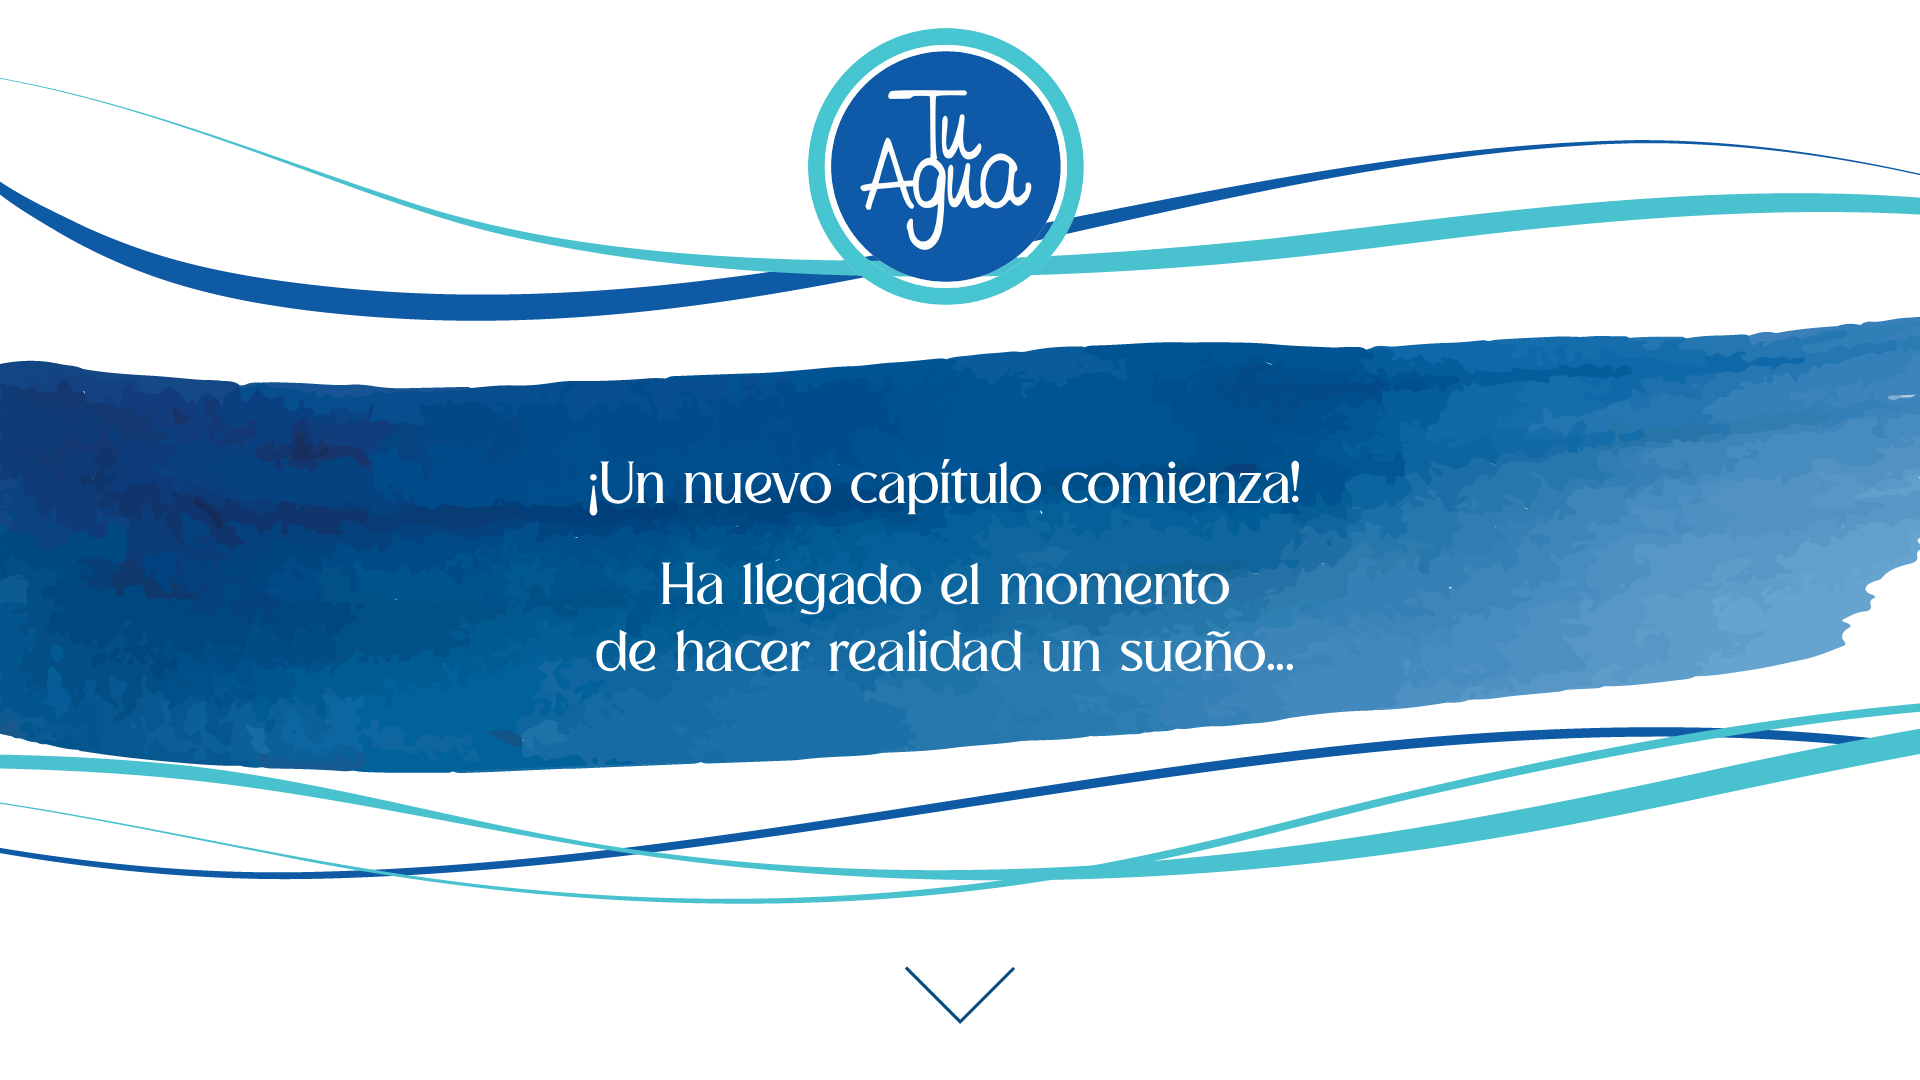 Tu
Agua
¡Un nuevo capítulo comienza!
Ha llegado el momento
de hacer realidad un sueño...